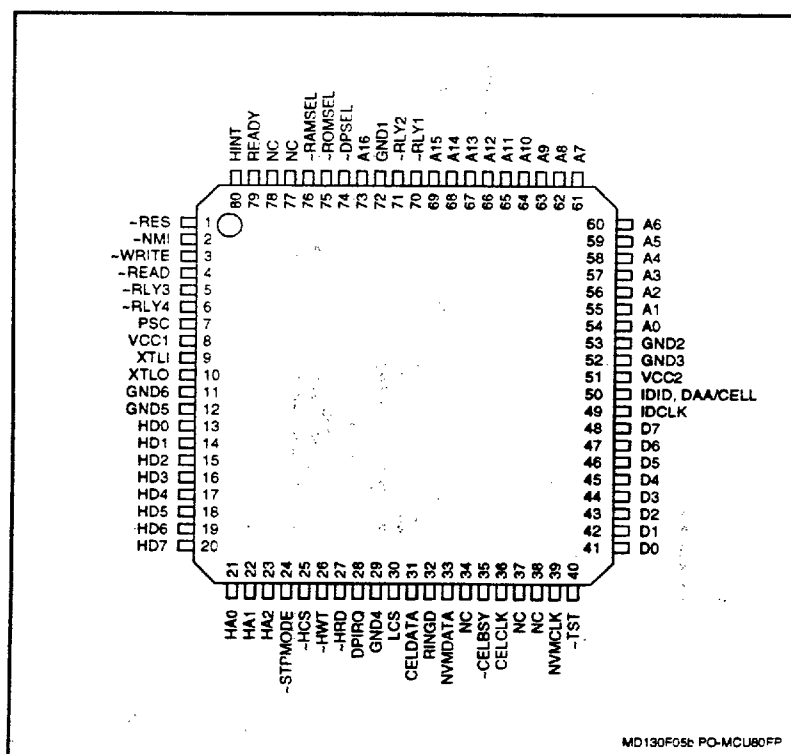 HINT
READY
NC
NC
~RAMSEL
~ROMSEL
~DPSEL
A16
GND1
~RLY2
~RLY1
A15
A14
A13
A12
A11
A10
A9
A8
A7
80 79 78 77 76 75 74 73 72 71 70 69 68 67 66 65 64 63 62 61
~RES 1
~NMI 2
~WRITE 3
~READ 4
~RLY3 5
~RLY4 6
PSC 7
VCC1 8
XTLI 9
XTLO 10
GND6 11
GND5 12
HD0 13
HD1 14
HD2 15
HD3 16
HD4 17
HD5 18
HD6 19
HD7 20
60 A6
59 A5
58 A4
57 A3
56 A2
55 A1
54 A0
53 GND2
52 GND3
51 VCC2
50 IDID, DAA/CELL
49 IDCLK
48 D7
47 D6
46 D5
45 D4
44 D3
43 D2
42 D1
41 D0
21 22 23 24 25 26 27 28 29 30 31 32 33 34 35 36 37 38 39 40
HA0
HA1
HA2
~STPMODE
~HCS
~HWT
~HRD
DPIRQ
GND4
LCS
CELDATA
RINGD
NVMDATA
NC
~CELBSY
CELCLK
NC
NC
NVMCLK
~TST
MD130F05b PO-MCU80FP